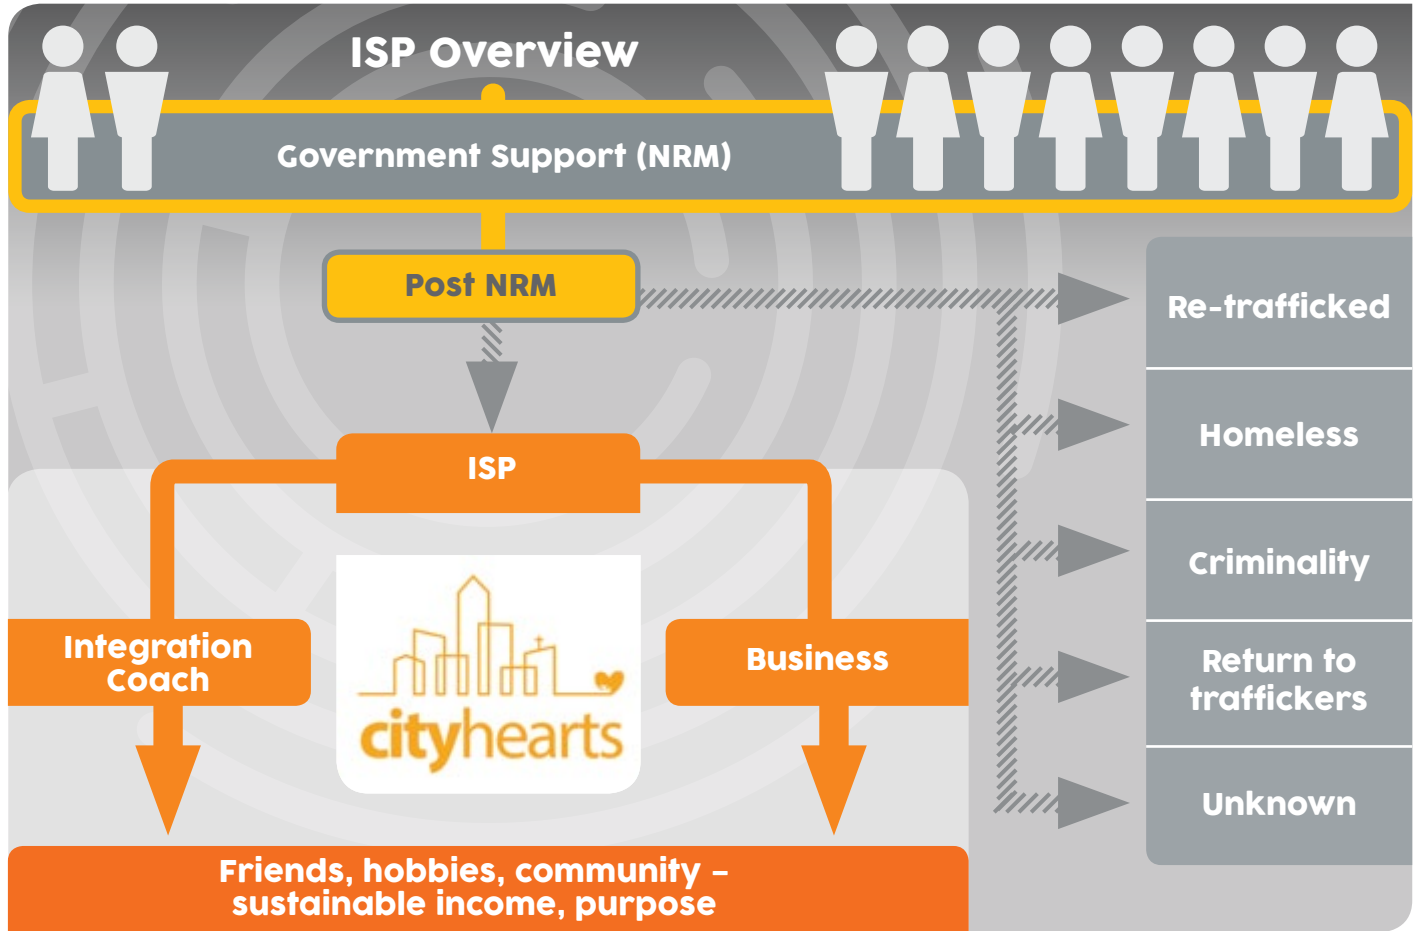 ISP Overview
Government Support (NRM)
Post NRM
Re-trafficked
Homeless
Criminality
Return to
traffickers
Unknown
ISP
Integration
Coach
cityhearts
Business
Friends, hobbies, community –
sustainable income, purpose